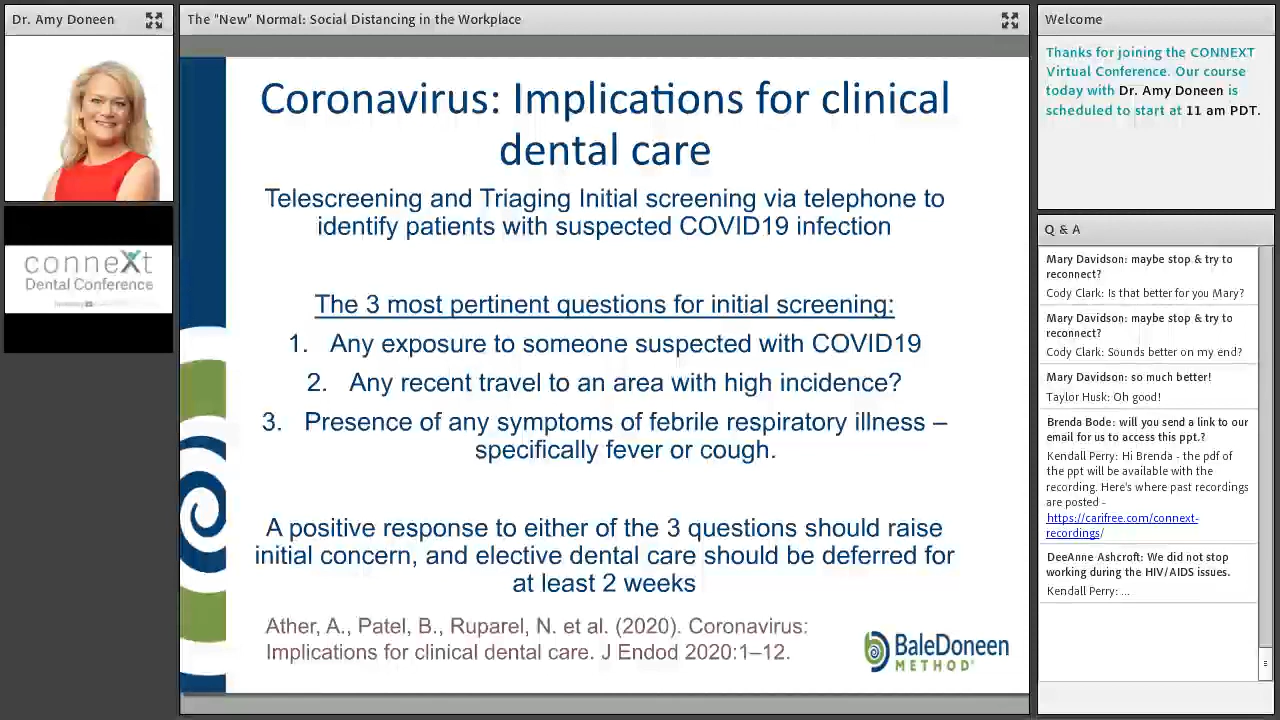 Dr. Amy Doneen
The "New" Normal: Social Distancing in the Workplace
Welcome
Thanks for joining the CONNEXT
Virtual Conference. Our course
today with Dr. Amy Doneen is
scheduled to start at 11 am PDT.
conneXt
Dental Conference
Coronavirus: Implications for clinical
dental care
Telescreening and Triaging Initial screening via telephone to
identify patients with suspected COVID19 infection
The 3 most pertinent questions for initial screening:
1. Any exposure to someone suspected with COVID19
2. Any recent travel to an area with high incidence?
3. Presence of any symptoms of febrile respiratory illness –
specifically fever or cough.
A positive response to either of the 3 questions should raise
initial concern, and elective dental care should be deferred for
at least 2 weeks
Ather, A., Patel, B., Ruparel, N. et al. (2020). Coronavirus:
Implications for clinical dental care. J Endod 2020:1–12.
BaleDoneen
METHOD®
Q & A
Mary Davidson: maybe stop & try to
reconnect?
Cody Clark: Is that better for you Mary?
Mary Davidson: maybe stop & try to
reconnect?
Cody Clark: Sounds better on my end?
Mary Davidson: so much better!
Taylor Husk: Oh good!
Brenda Bode: will you send a link to our
email for us to access this ppt.?
Kendall Perry: Hi Brenda - the pdf of
the ppt will be available with the
recording. Here's where past recordings
are posted -
https://carifree.com/connext-
recordings/
DeeAnne Ashcroft: We did not stop
working during the HIV/AIDS issues.
Kendall Perry: ...